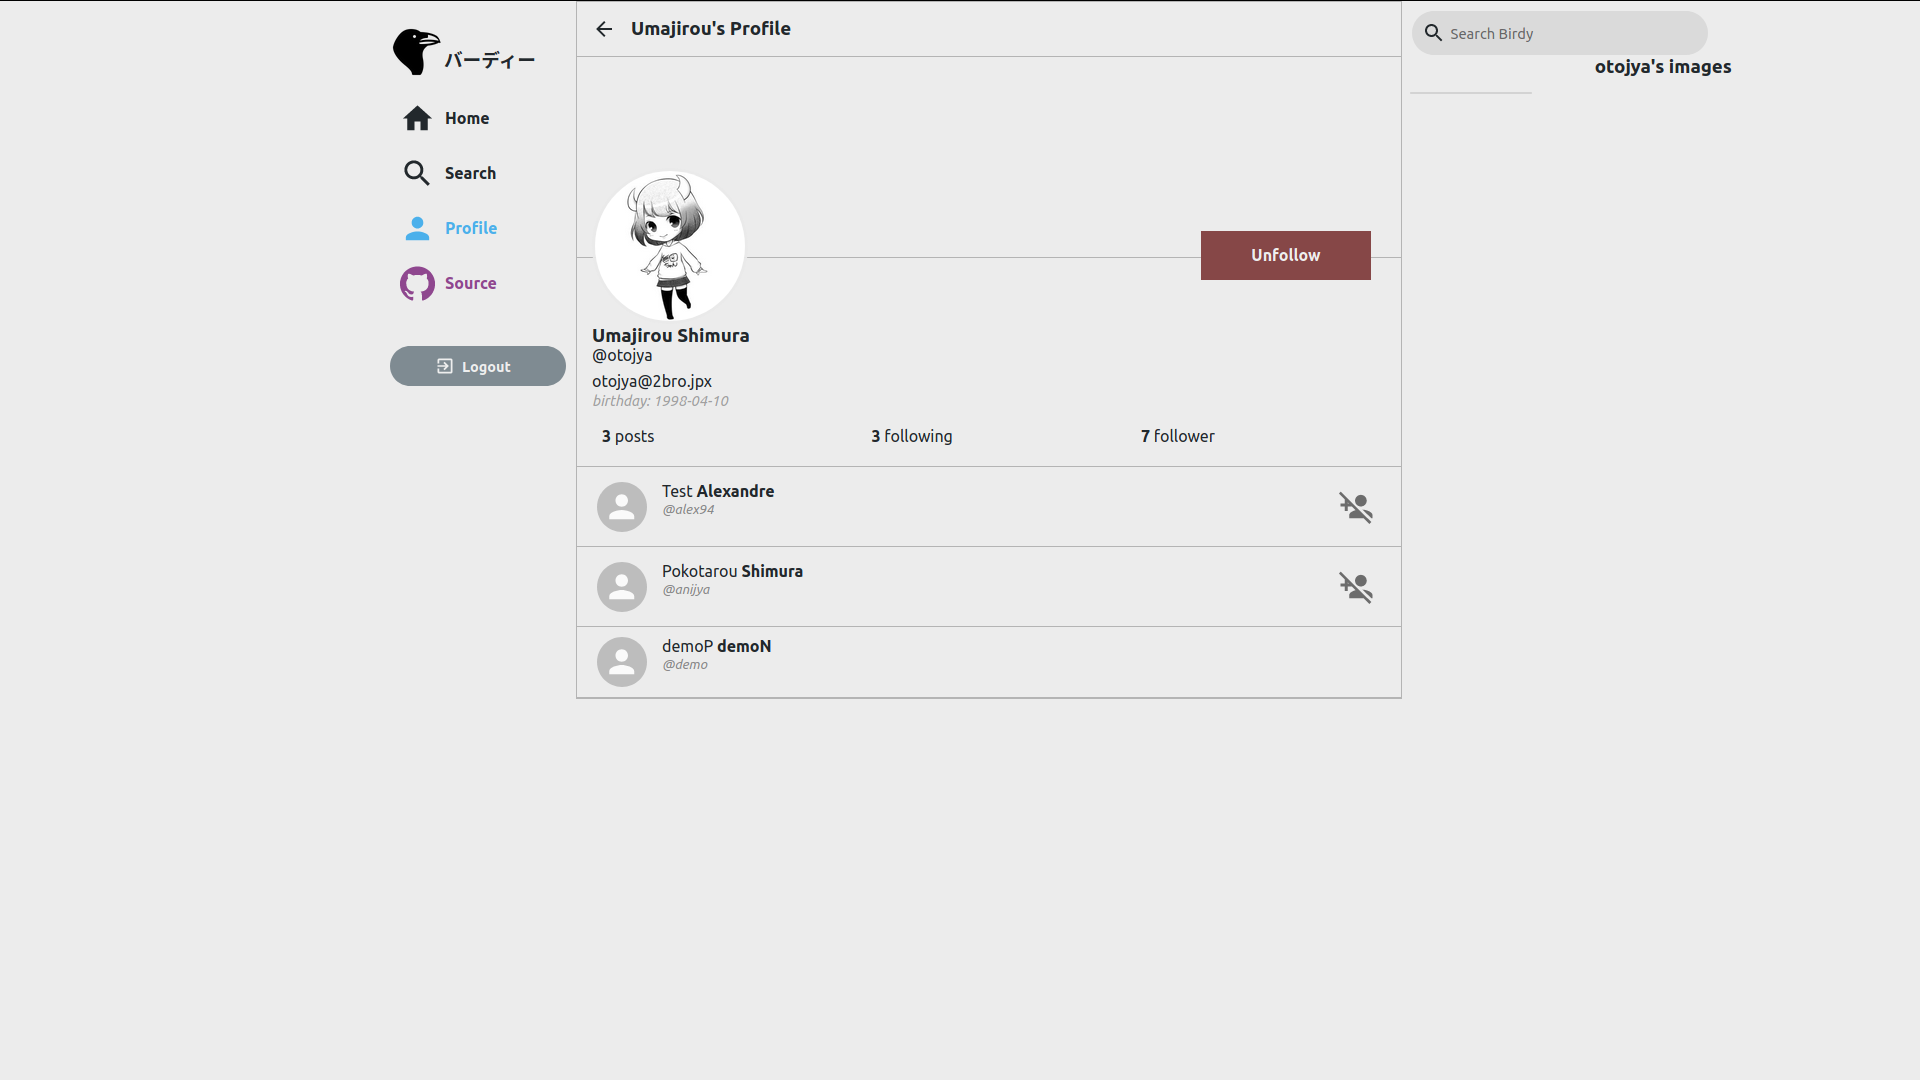 バーディー
Home
Search
Profile
Source
Logout
Umajirou's Profile
Unfollow
Umajirou Shimura
@otojya
otojya@2bro.jpx
birthday: 1998-04-10
3 posts
3 following
7 follower
Test Alexandre
@alex94
Pokotarou Shimura
@anijya
demoP demoN
@demo
Search Birdy
otojya's images